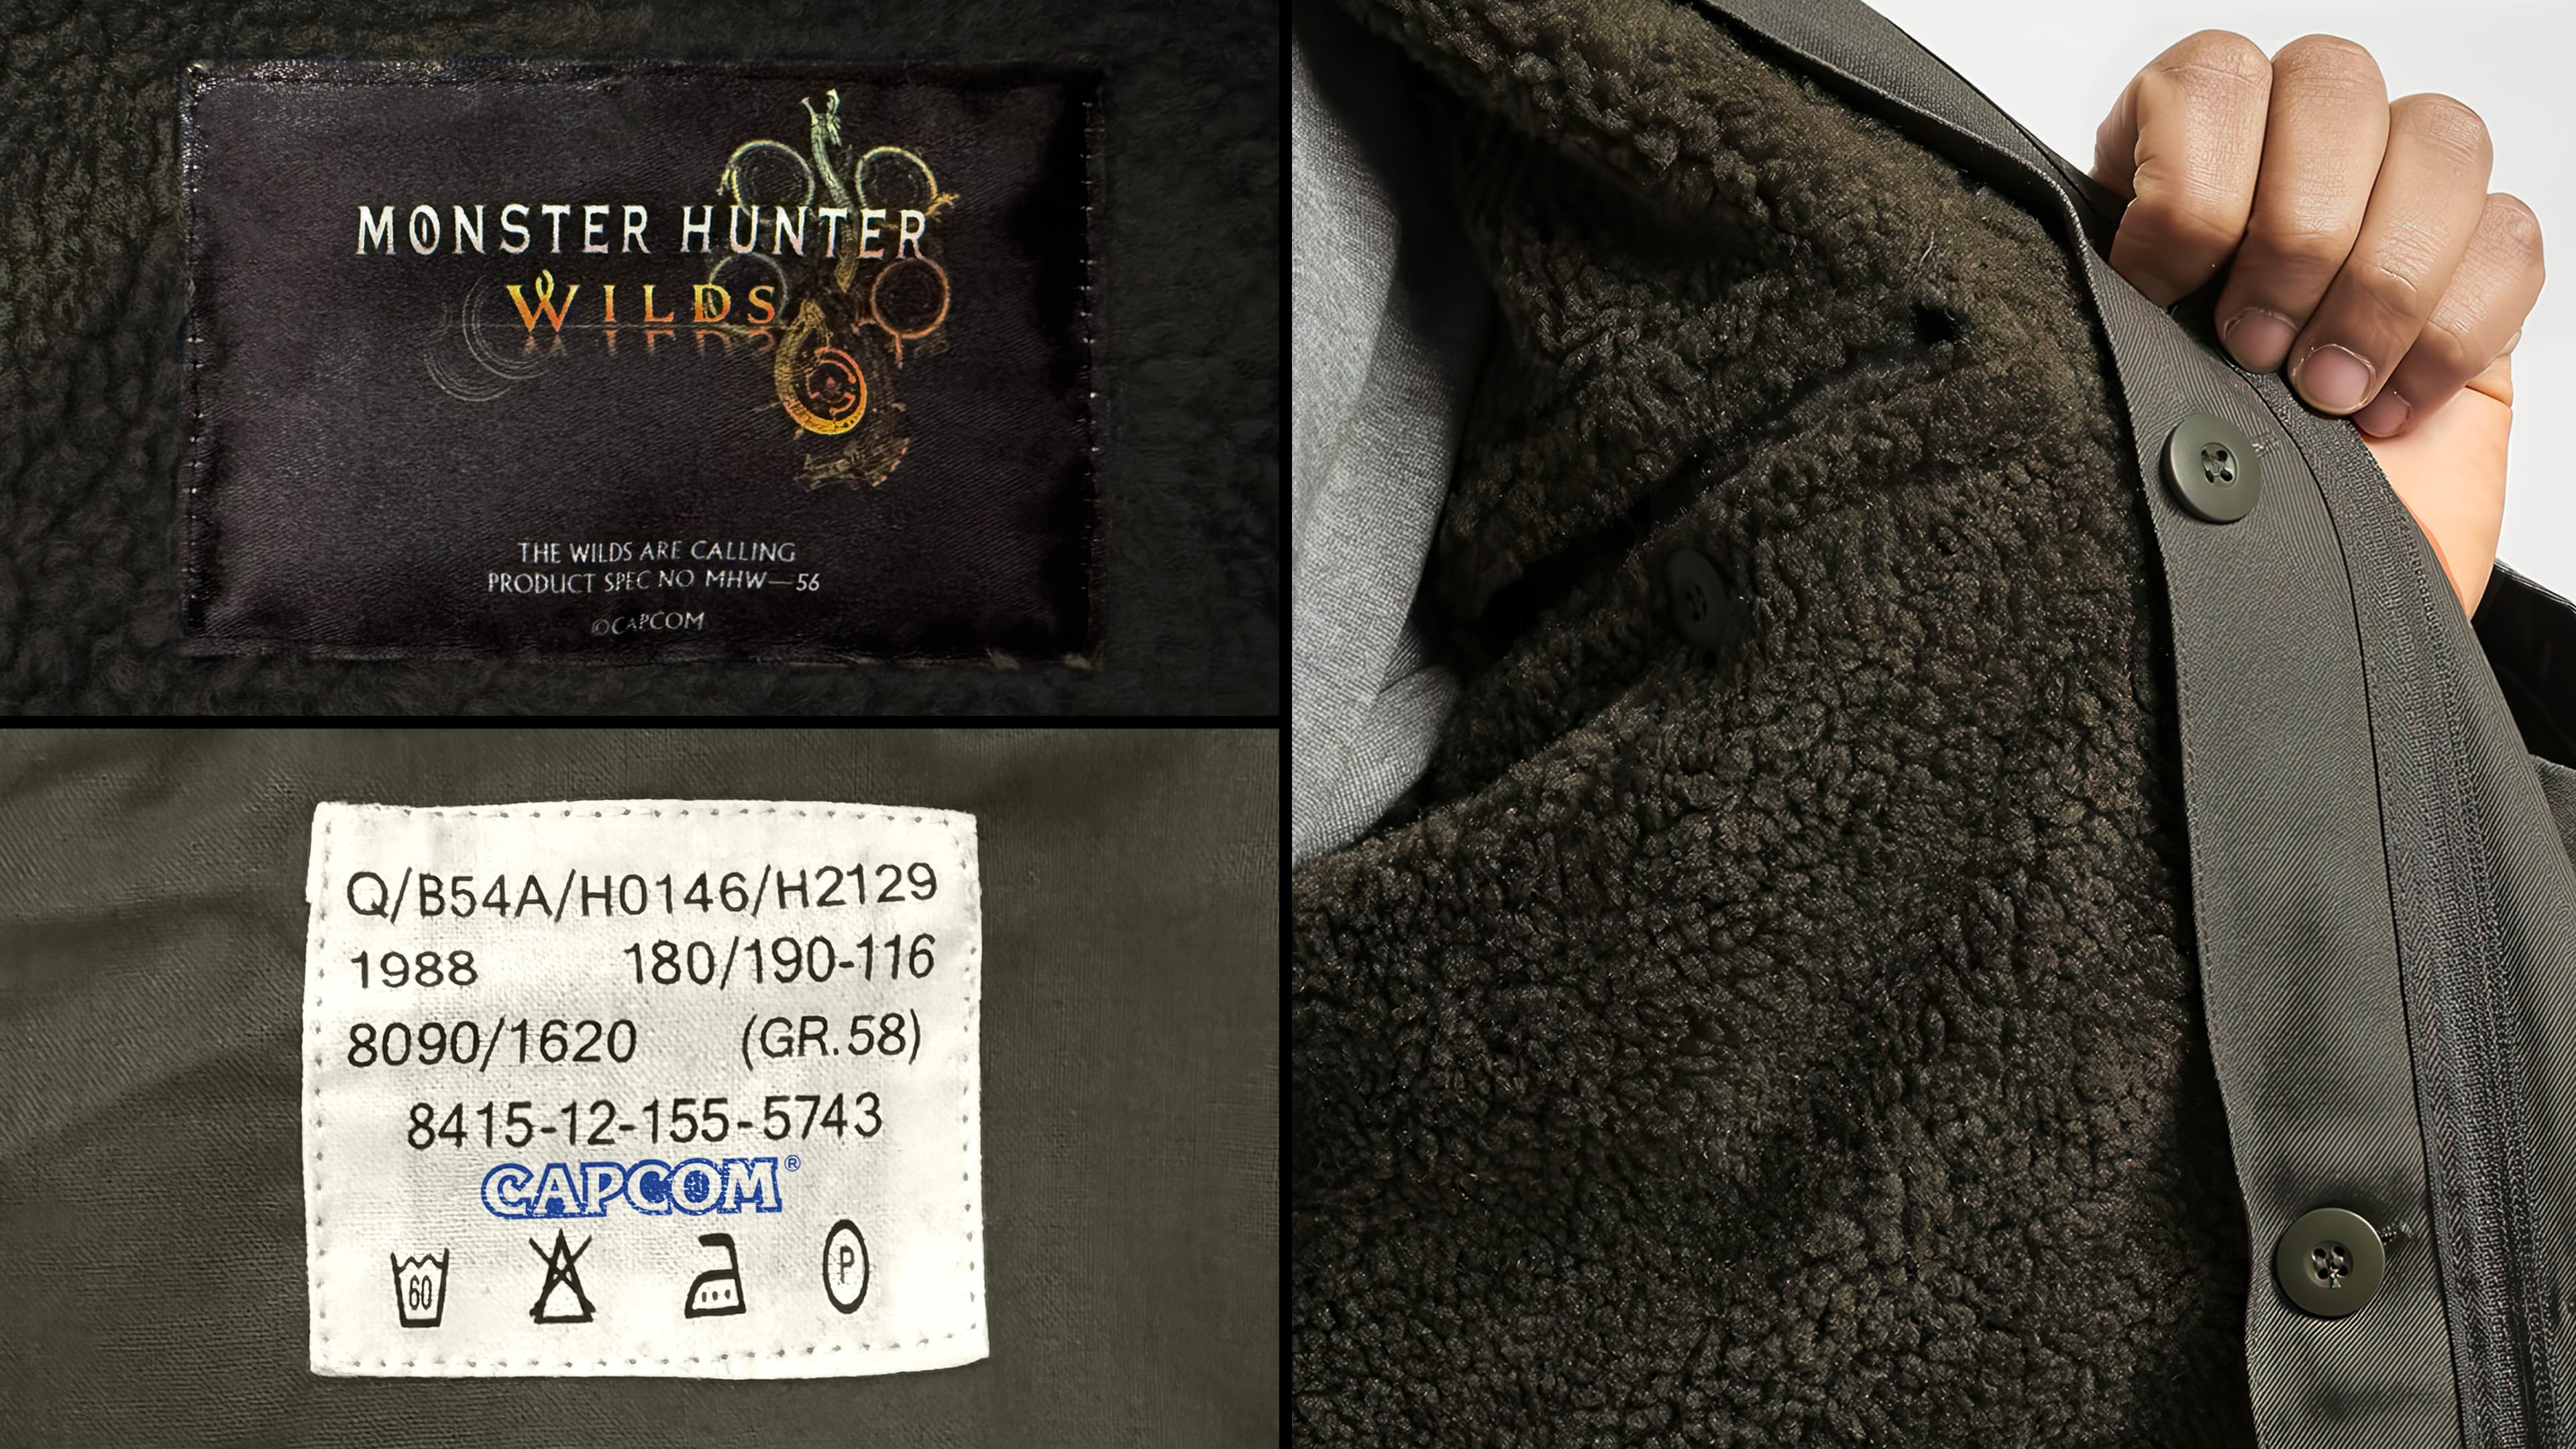 MONSTER HUNTER
WILDS
THE WILDS ARE CALLING
PRODUCT SPEC NO MHW—56
©CAPCOM
Q/B54A/H0146/H2129
1988 180/190-116
8090/1620 (GR.58)
8415-12-155-5743
CAPCOM®
60
P